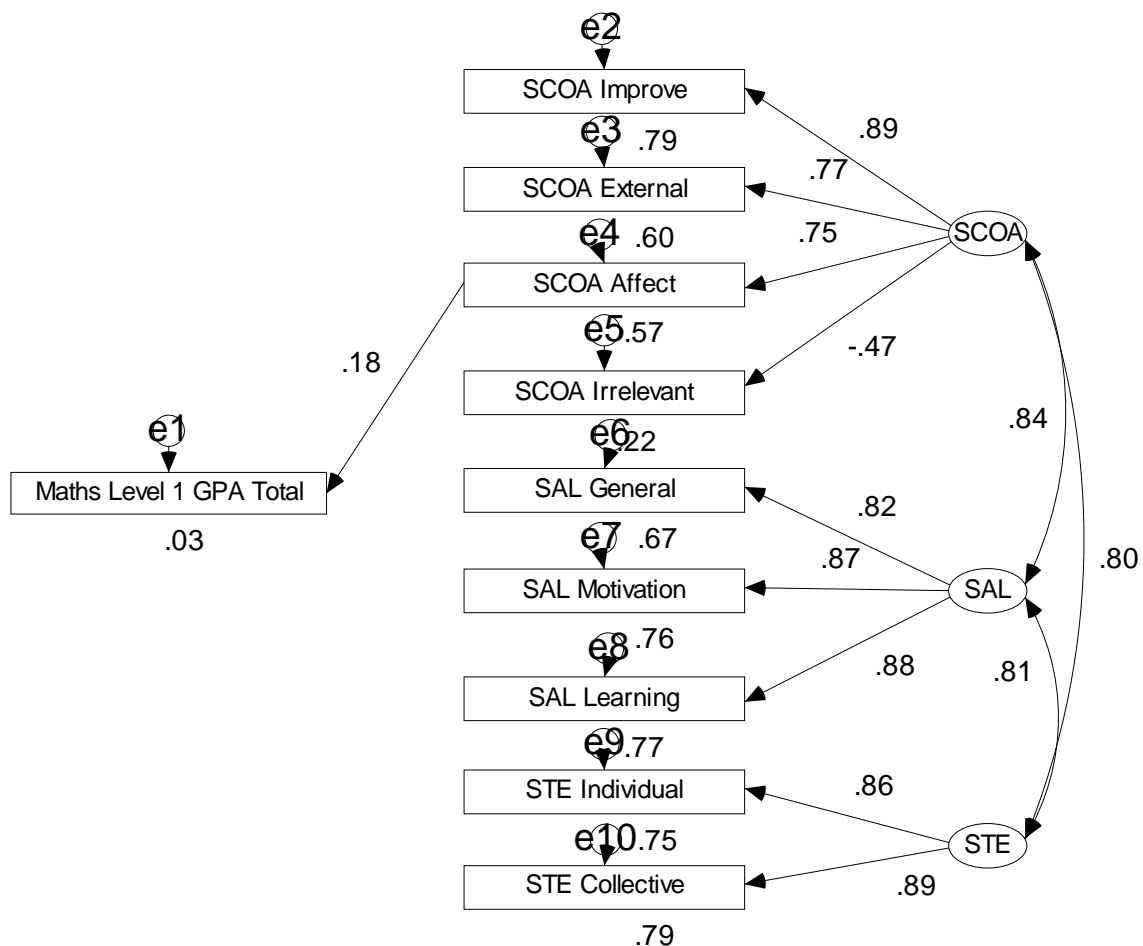 e2
SCOA Improve
.89
e3
.79
SCOA External
.77
e4
.60
SCOA Affect
.75
SCOA
e5
.57
SCOA Irrelevant
-.47
.18
.84
e1
Maths Level 1 GPA Total
.03
e6
.22
SAL General
.82
e7
.67
SAL Motivation
.87
SAL
.80
e8
.76
SAL Learning
.88
.81
e9
.77
STE Individual
.86
e10
.75
STE
STE Collective
.89
.79